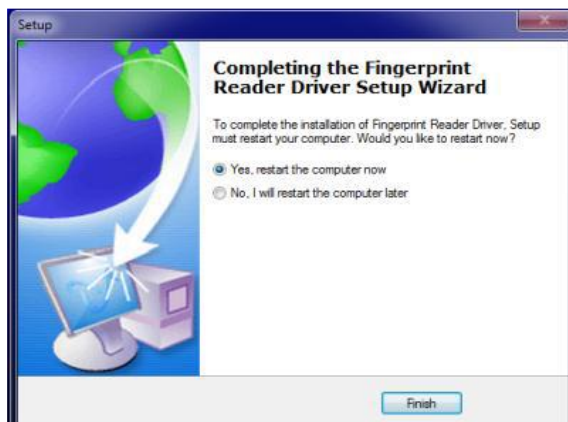 Setup
Completing the Fingerprint
Reader Driver Setup Wizard
To complete the installation of Fingerprint Reader Driver, Setup
must restart your computer. Would you like to restart now?
Yes, restart the computer now
No, I will restart the computer later
Finish